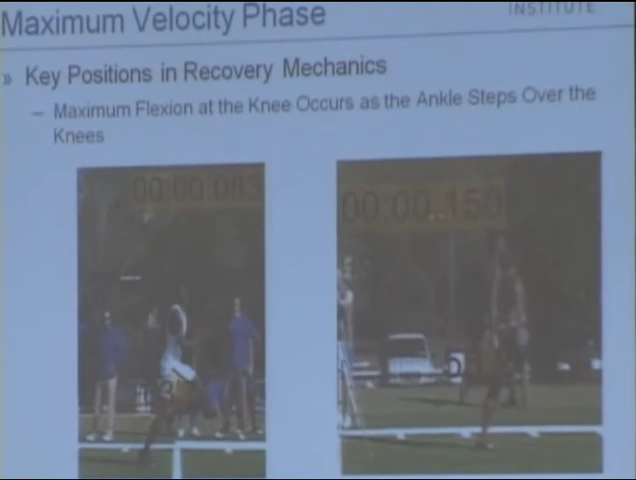 Maximum Velocity Phase
INSTITUTE
» Key Positions in Recovery Mechanics
– Maximum Flexion at the Knee Occurs as the Ankle Steps Over the
Knees
00:00.083
00:00.150